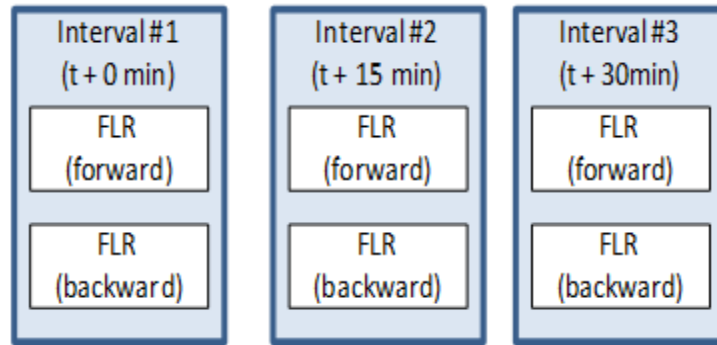 Interval #1
(t + 0 min)
FLR
(forward)
FLR
(backward)
Interval #2
(t + 15 min)
FLR
(forward)
FLR
(backward)
Interval #3
(t + 30min)
FLR
(forward)
FLR
(backward)